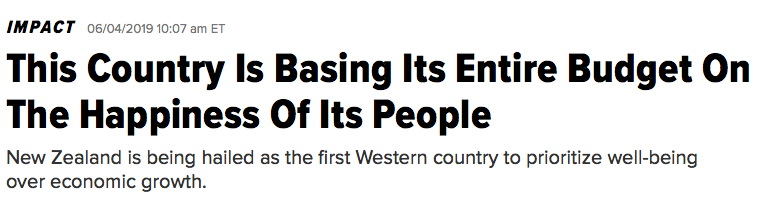 IMPACT 06/04/2019 10:07 am ET
This Country Is Basing Its Entire Budget On
The Happiness Of Its People
New Zealand is being hailed as the first Western country to prioritize well-being
over economic growth.